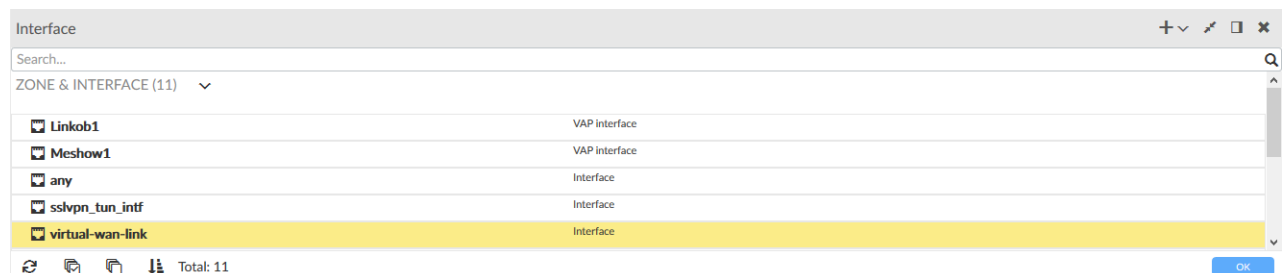 Interface
Search...
ZONE & INTERFACE (11)
Linkob1 VAP interface
Meshow1 VAP interface
any Interface
sslvpn_tun_intf Interface
virtual-wan-link Interface
Total: 11 OK